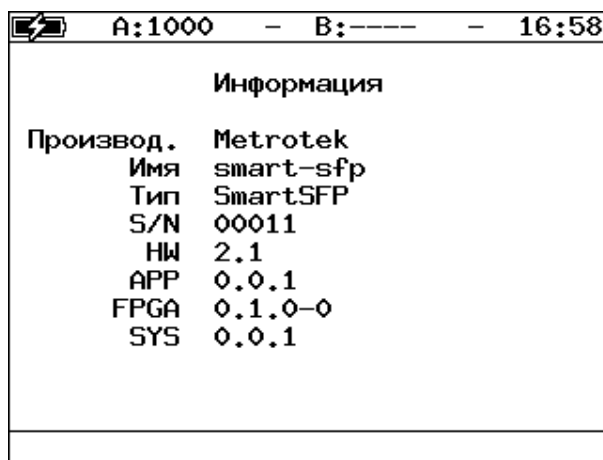 A:1000 – B:---- – 16:58
Информация
Производ. Metrotek
Имя smart-sfp
Тип SmartSFP
S/N 00011
HW 2.1
APP 0.0.1
FPGA 0.1.0-0
SYS 0.0.1